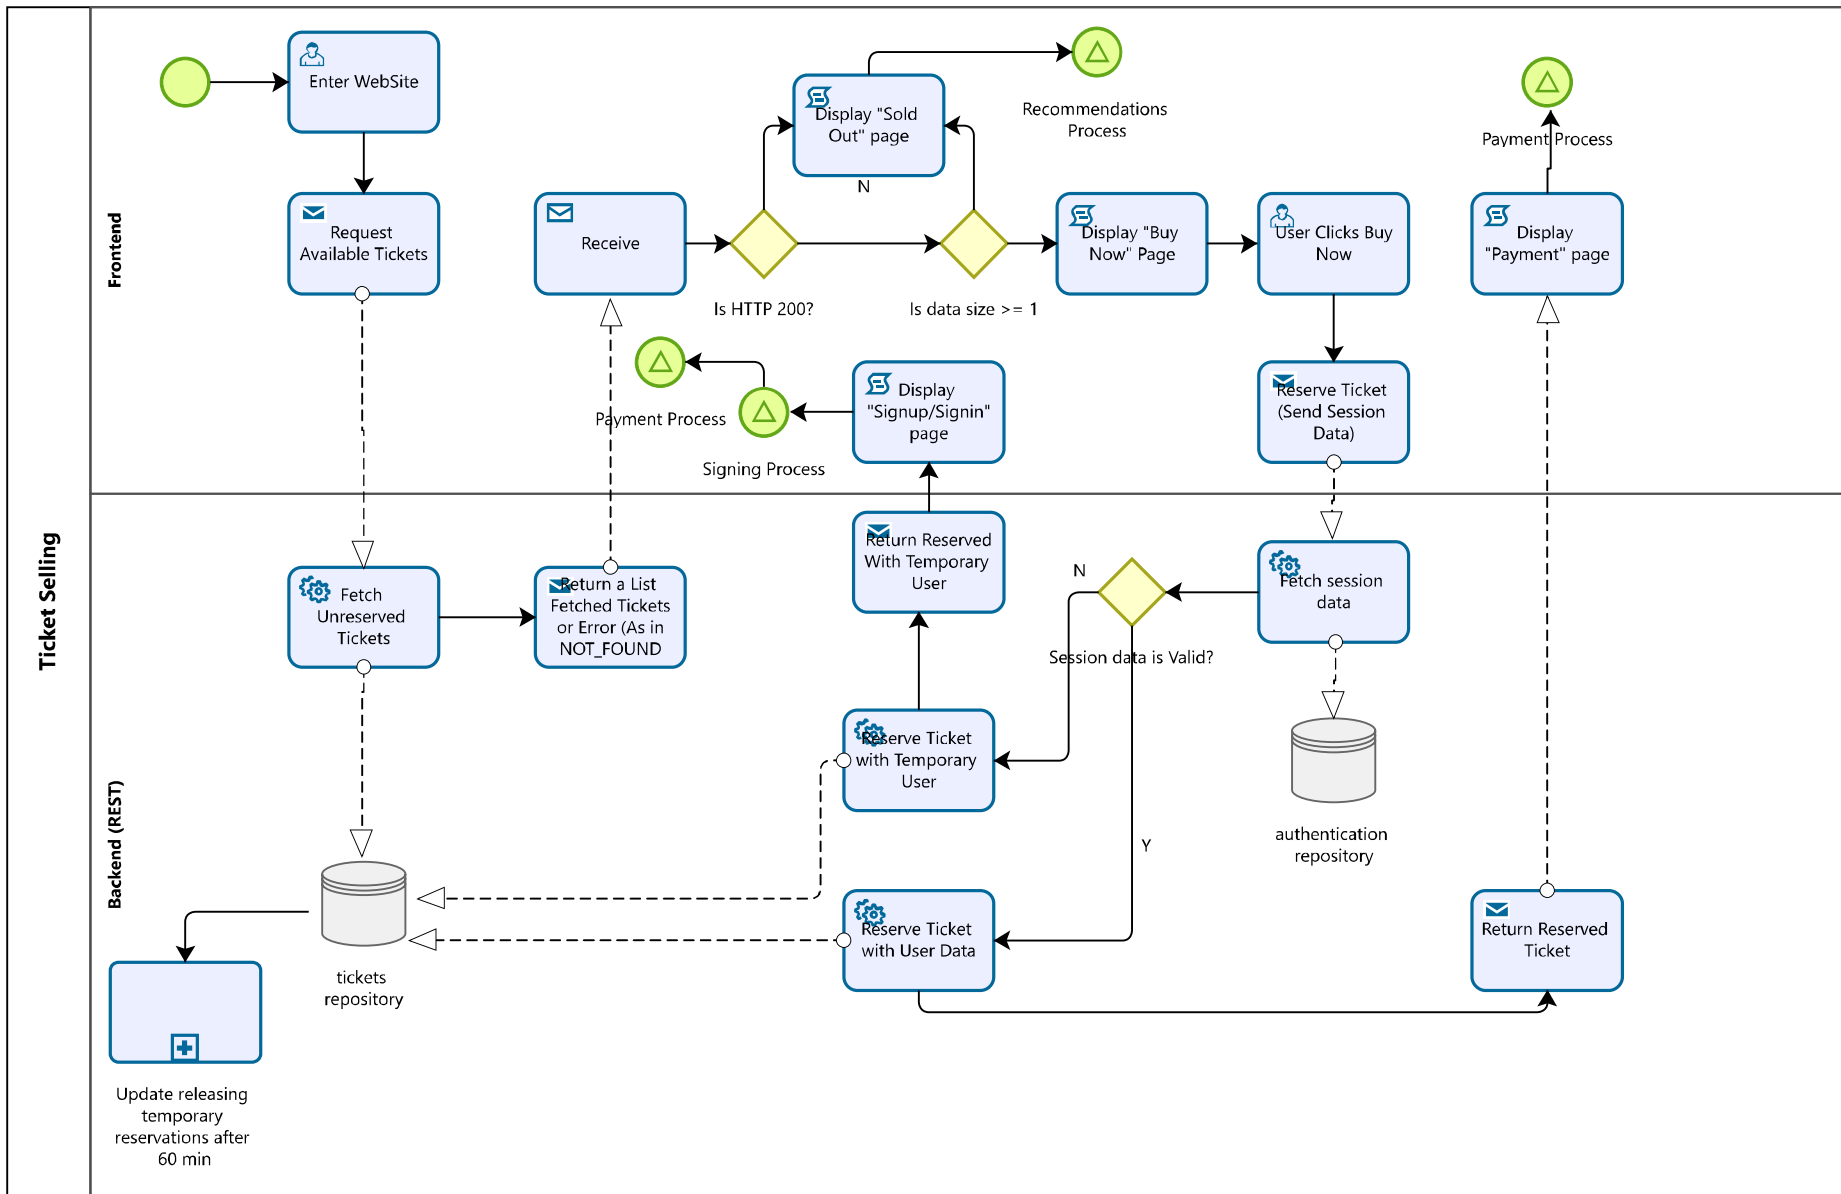 Ticket Selling
Frontend
Enter WebSite
Request
Available Tickets
Receive
Is HTTP 200?
Display "Sold
Out" page
N
Recommendations
Process
Is data size >= 1
Display "Buy
Now" Page
User Clicks Buy
Now
Display
"Payment" page
Payment Process
Reserve Ticket
(Send Session
Data)
Display
"Signup/Signin"
page
Payment Process
Signing Process
Backend (REST)
Fetch
Unreserved
Tickets
Return a List
Fetched Tickets
or Error (As in
NOT_FOUND
Return Reserved
With Temporary
User
N
Session data is Valid?
Fetch session
data
Reserve Ticket
with Temporary
User
authentication
repository
Y
Reserve Ticket
with User Data
Return Reserved
Ticket
tickets
repository
Update releasing
temporary
reservations after
60 min